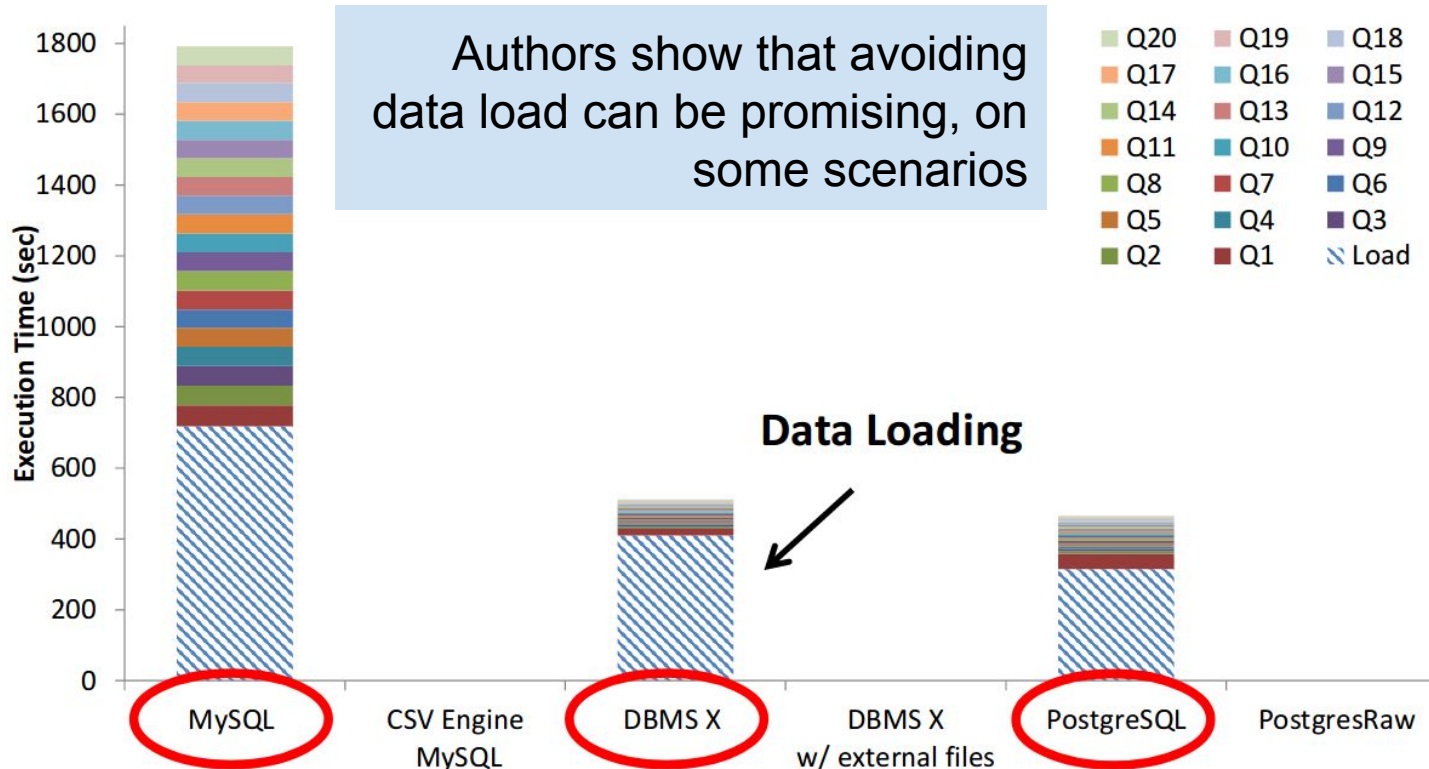 Authors show that avoiding
data load can be promising, on
some scenarios
Q20 Q19 Q18
Q17 Q16 Q15
Q14 Q13 Q12
Q11 Q10 Q9
Q8 Q7 Q6
Q5 Q4 Q3
Q2 Q1 Load
Execution Time (sec)
1800
1600
1400
1200
1000
800
600
400
200
0
Data Loading
MySQL
CSV Engine
MySQL
DBMS X
DBMS X
w/ external files
PostgreSQL
PostgresRaw